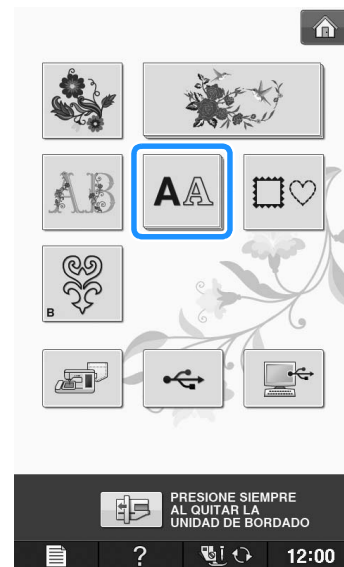 AB
AA
B
PRESIONE SIEMPRE
AL QUITAR LA
UNIDAD DE BORDADO
?
12:00